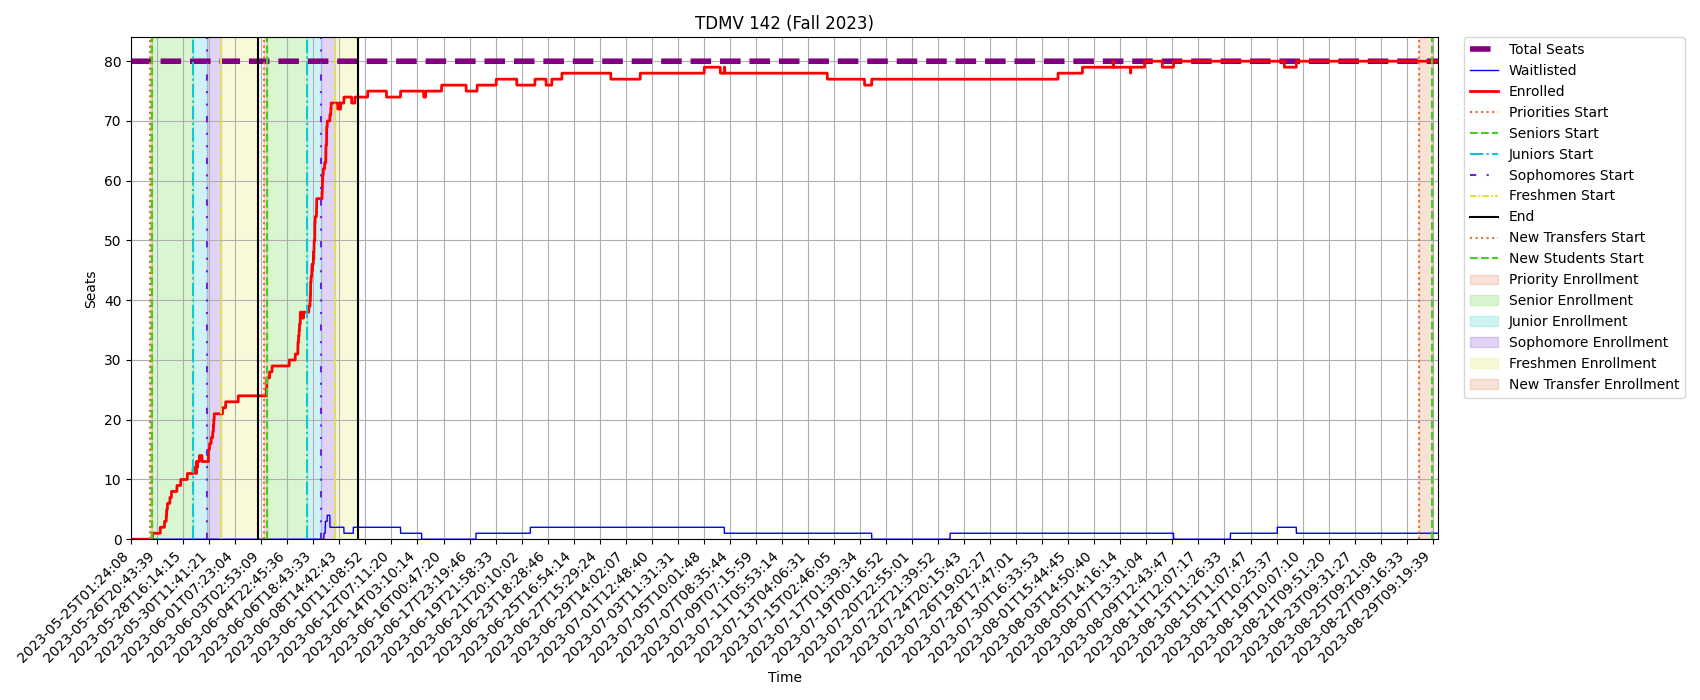 TDMV 142 (Fall 2023)
Seats
80
70
60
50
40
30
20
10
0
2023-05-25T01:24:08
2023-05-26T20:43:39
2023-05-28T16:14:15
2023-05-30T11:41:21
2023-06-01T07:23:04
2023-06-03T02:53:09
2023-06-04T22:45:36
2023-06-06T18:43:33
2023-06-08T14:42:43
2023-06-10T11:08:52
2023-06-12T07:11:20
2023-06-14T03:10:14
2023-06-16T00:47:20
2023-06-17T23:19:46
2023-06-19T21:58:33
2023-06-21T20:10:02
2023-06-23T18:28:46
2023-06-25T16:54:14
2023-06-27T15:29:24
2023-06-29T14:02:07
2023-07-01T12:48:40
2023-07-03T11:31:31
2023-07-05T10:01:48
2023-07-07T08:35:44
2023-07-09T07:15:59
2023-07-11T05:53:14
2023-07-13T04:06:31
2023-07-15T02:46:05
2023-07-17T01:39:34
2023-07-19T00:16:52
2023-07-20T22:55:01
2023-07-22T21:39:52
2023-07-24T20:15:43
2023-07-26T19:02:27
2023-07-28T17:47:01
2023-07-30T16:33:53
2023-08-01T15:44:45
2023-08-03T14:50:40
2023-08-05T14:16:14
2023-08-07T13:31:04
2023-08-09T12:43:47
2023-08-11T12:07:17
2023-08-13T11:26:33
2023-08-15T11:07:47
2023-08-17T10:25:37
2023-08-19T10:07:10
2023-08-21T09:51:20
2023-08-23T09:31:27
2023-08-25T09:21:08
2023-08-27T09:16:33
2023-08-29T09:19:39
Time
Total Seats
Waitlisted
Enrolled
Priorities Start
Seniors Start
Juniors Start
Sophomores Start
Freshmen Start
End
New Transfers Start
New Students Start
Priority Enrollment
Senior Enrollment
Junior Enrollment
Sophomore Enrollment
Freshmen Enrollment
New Transfer Enrollment